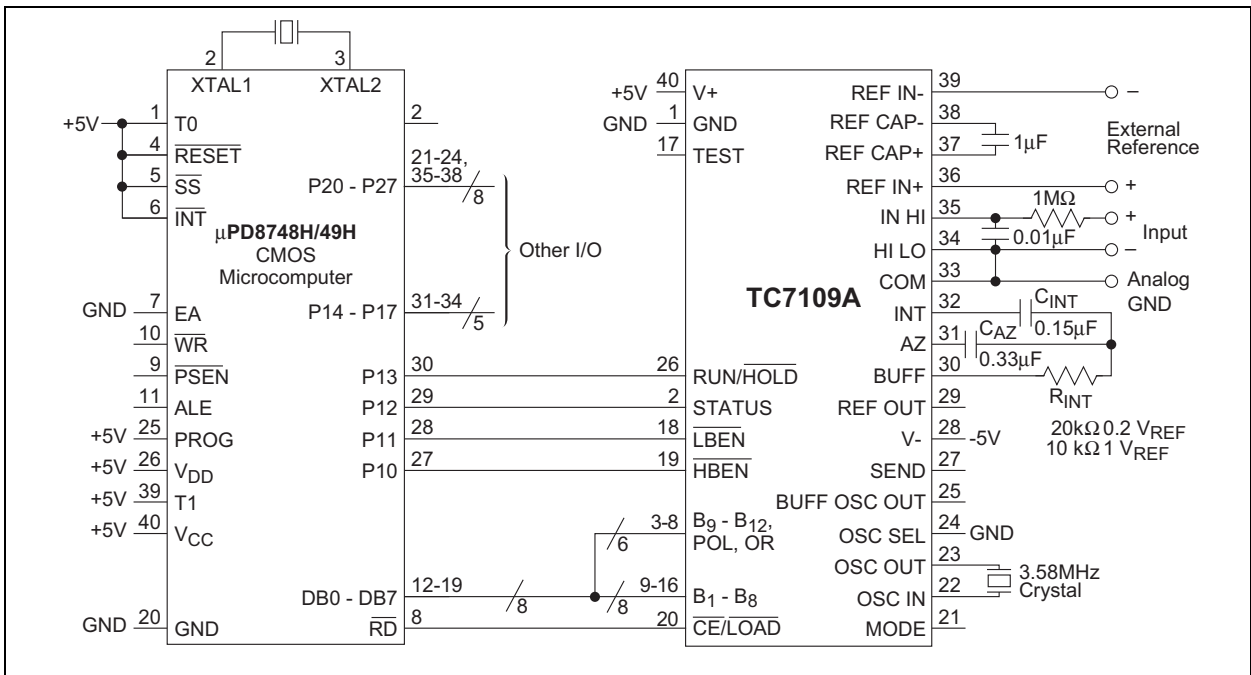 2
3
XTAL1
XTAL2
+5V
1
T0
4
RESET
5
SS
6
INT
2
21-24,
35-38
P20 - P27
8
µPD8748H/49H
CMOS
Microcomputer
Other I/O
GND
7
EA
P14 - P17
31-34
5
10
WR
9
PSEN
P13
30
11
ALE
P12
29
+5V
25
PROG
P11
28
+5V
26
VDD
P10
27
+5V
39
T1
+5V
40
VCC
DB0 - DB7
12-19
8
6
8
GND
20
GND
RD
8
+5V
40
V+
GND
1
GND
17
TEST
TC7109A
26
RUN/HOLD
2
STATUS
18
LBEN
19
HBEN
3-8
B9 - B12,
POL, OR
9-16
B1 - B8
20
CE/LOAD
REF IN-
39
–
REF CAP-
38
1µF
External
Reference
REF CAP+
37
REF IN+
36
+
IN HI
35
1MΩ
+
0.01µF
Input
HI LO
34
–
COM
33
Analog
GND
INT
32
CINT
0.15µF
AZ
31
CAZ
0.33µF
BUFF
30
RINT
REF OUT
29
20kΩ 0.2 VREF
10 kΩ 1 VREF
V-
28
-5V
SEND
27
BUFF OSC OUT
25
OSC SEL
24
GND
OSC OUT
23
3.58MHz
Crystal
OSC IN
22
MODE
21